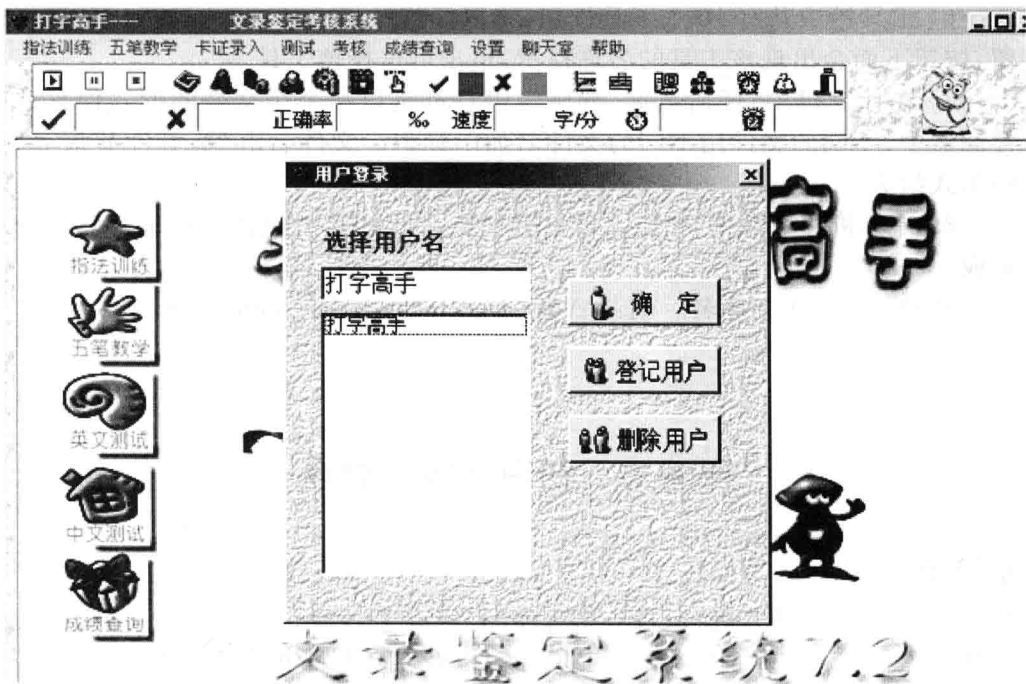 打字高手---- 文录鉴定考核系统
指法训练 五笔教学 卡证录入 测试 考核 成绩查询 设置 聊天室 帮助
正确率 ‰ 速度 字/分
用户登录
选择用户名
打字高手
打字高手
确 定
登记用户
删除用户
高手
指法训练
五笔教学
英文测试
中文测试
成绩查询
文录鉴定系统7.2